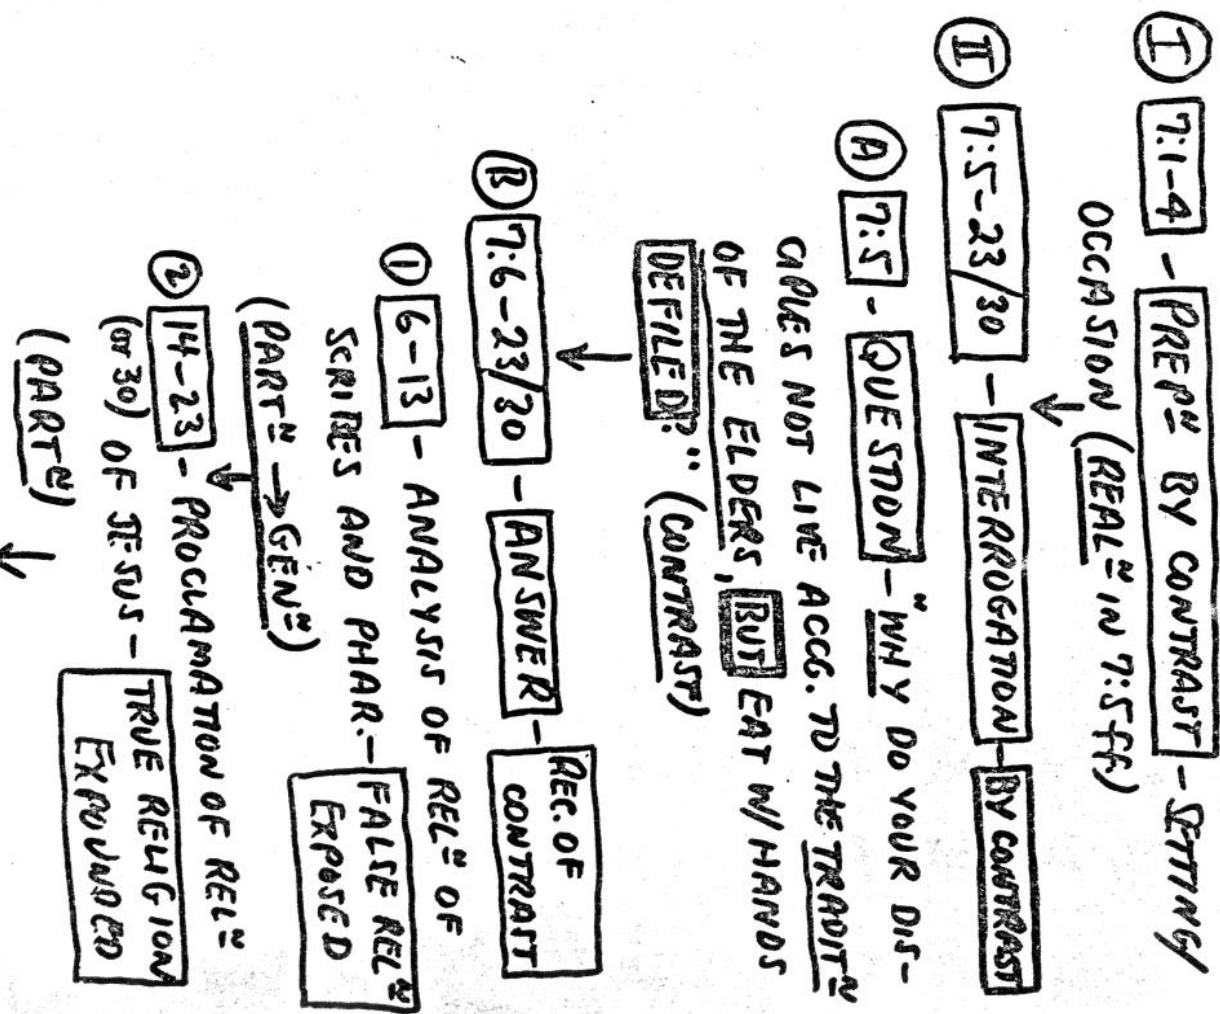 I 7:1-4 - PREPⁿ BY CONTRAST - SETTING
OCCASION (REALⁿ IN 7:5ff)
II 7:5-23/30 - INTERROGATION - BY CONTRAST
A 7:5 - QUESTION - "WHY DO YOUR DIS-
CIPLES NOT LIVE ACCG. TO THE TRADITⁿ
OF THE ELDERS, BUT EAT W/HANDS
DEFILED?" (CONTRAST)
B 7:6-23/30 - ANSWER - REC. OF
CONTRAST
1 6-13 - ANALYSIS OF RELⁿ OF
SCRIBES AND PHAR. - FALSE RELⁿ
EXPOSED
(PARTⁿ → GENⁿ)
2 14-23 - PROCLAMATION OF RELⁿ
(or 30) OF JESUS - TRUE RELIGION
EXPOUNDED
(PARTⁿ)